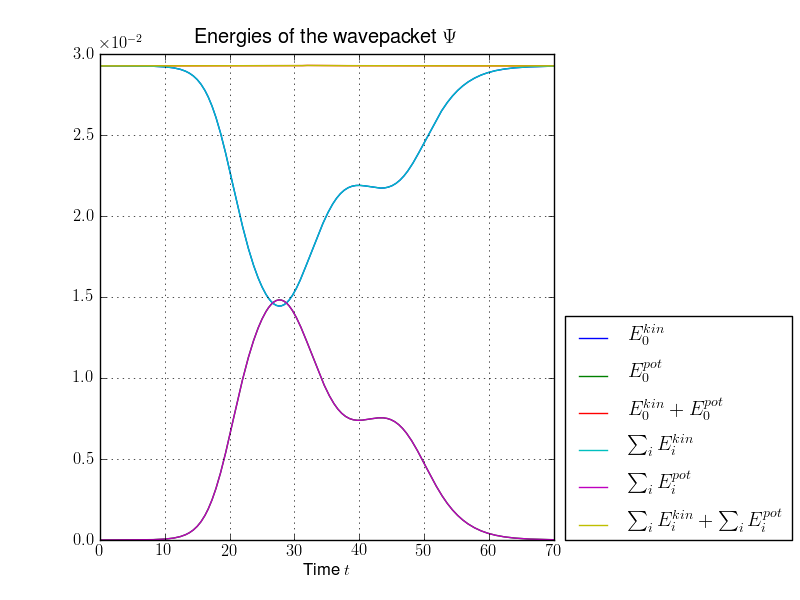 Energies of the wavepacket Ψ
×10⁻²
3.0
2.5
2.0
1.5
1.0
0.5
0.0
0 10 20 30 40 50 60 70
Time t
E₀^{kin}
E₀^{pot}
E₀^{kin} + E₀^{pot}
∑ᵢ Eᵢ^{kin}
∑ᵢ Eᵢ^{pot}
∑ᵢ Eᵢ^{kin} + ∑ᵢ Eᵢ^{pot}